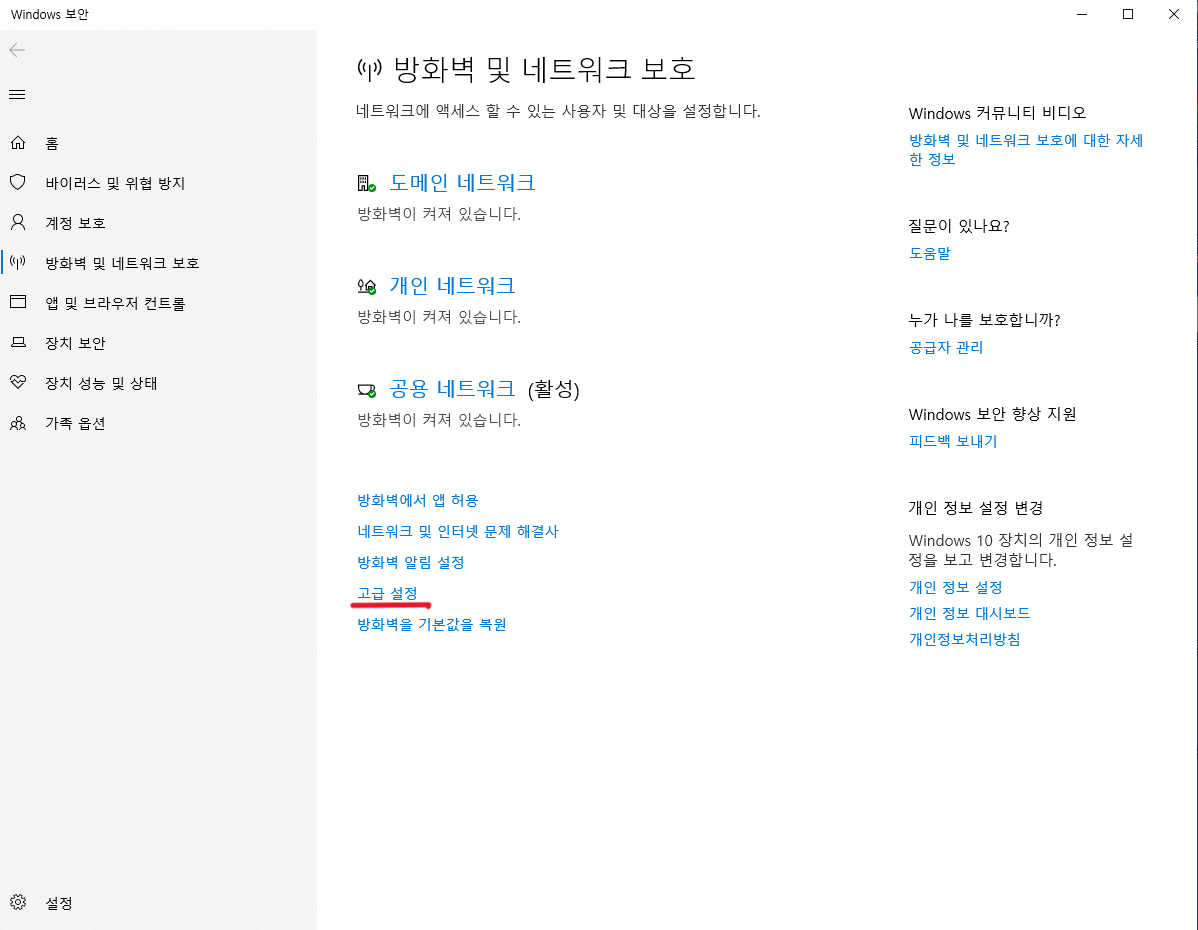 Windows 보안
홈
바이러스 및 위협 방지
계정 보호
방화벽 및 네트워크 보호
앱 및 브라우저 컨트롤
장치 보안
장치 성능 및 상태
가족 옵션
설정
방화벽 및 네트워크 보호
네트워크에 액세스 할 수 있는 사용자 및 대상을 설정합니다.
도메인 네트워크
방화벽이 켜져 있습니다.
개인 네트워크
방화벽이 켜져 있습니다.
공용 네트워크 (활성)
방화벽이 켜져 있습니다.
방화벽에서 앱 허용
네트워크 및 인터넷 문제 해결사
방화벽 알림 설정
고급 설정
방화벽을 기본값을 복원
Windows 커뮤니티 비디오
방화벽 및 네트워크 보호에 대한 자세
한 정보
질문이 있나요?
도움말
누가 나를 보호합니까?
공급자 관리
Windows 보안 향상 지원
피드백 보내기
개인 정보 설정 변경
Windows 10 장치의 개인 정보 설
정을 보고 변경합니다.
개인 정보 설정
개인 정보 대시보드
개인정보처리방침